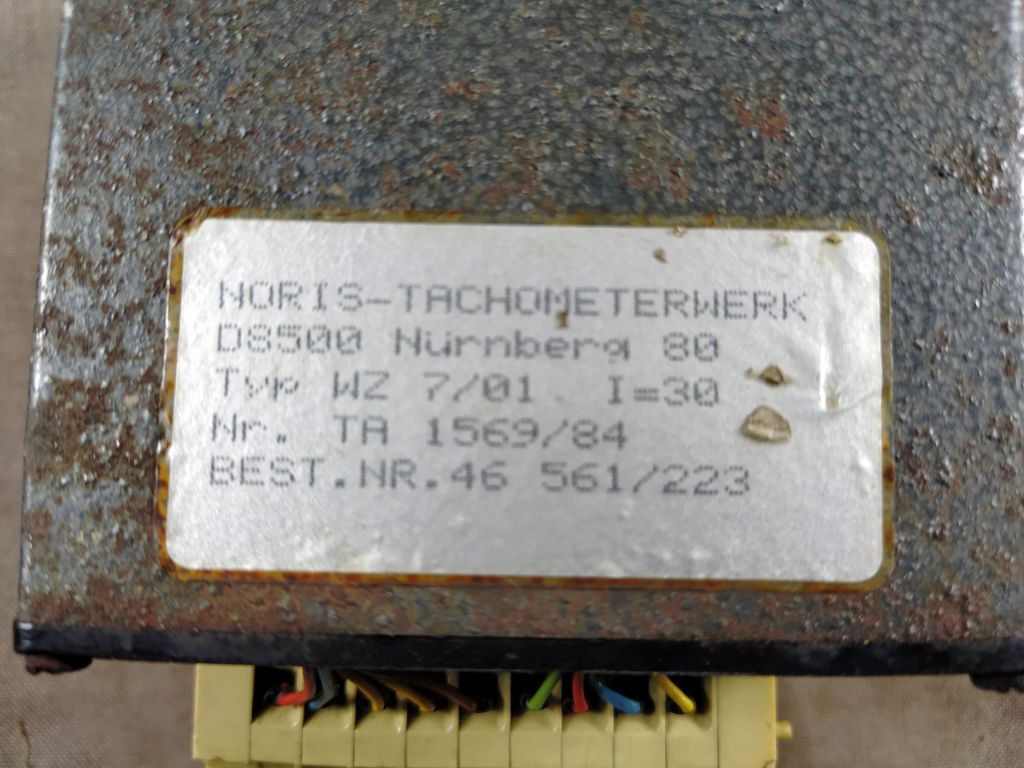 NORIS-TACHOMETERWERK
D8500 Nürnberg 80
Typ WZ 7/01 I=30
Nr. TA 1569/84
BEST.NR.46 561/223